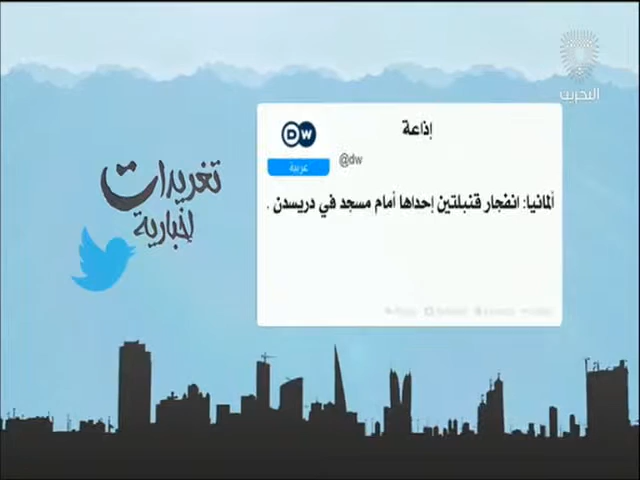 البحرين
إذاعة
DW
عربية
@dw
ألمانيا: انفجار قنبلتين إحداها أمام مسجد في دريسدن .
تغريدات
إخبارية